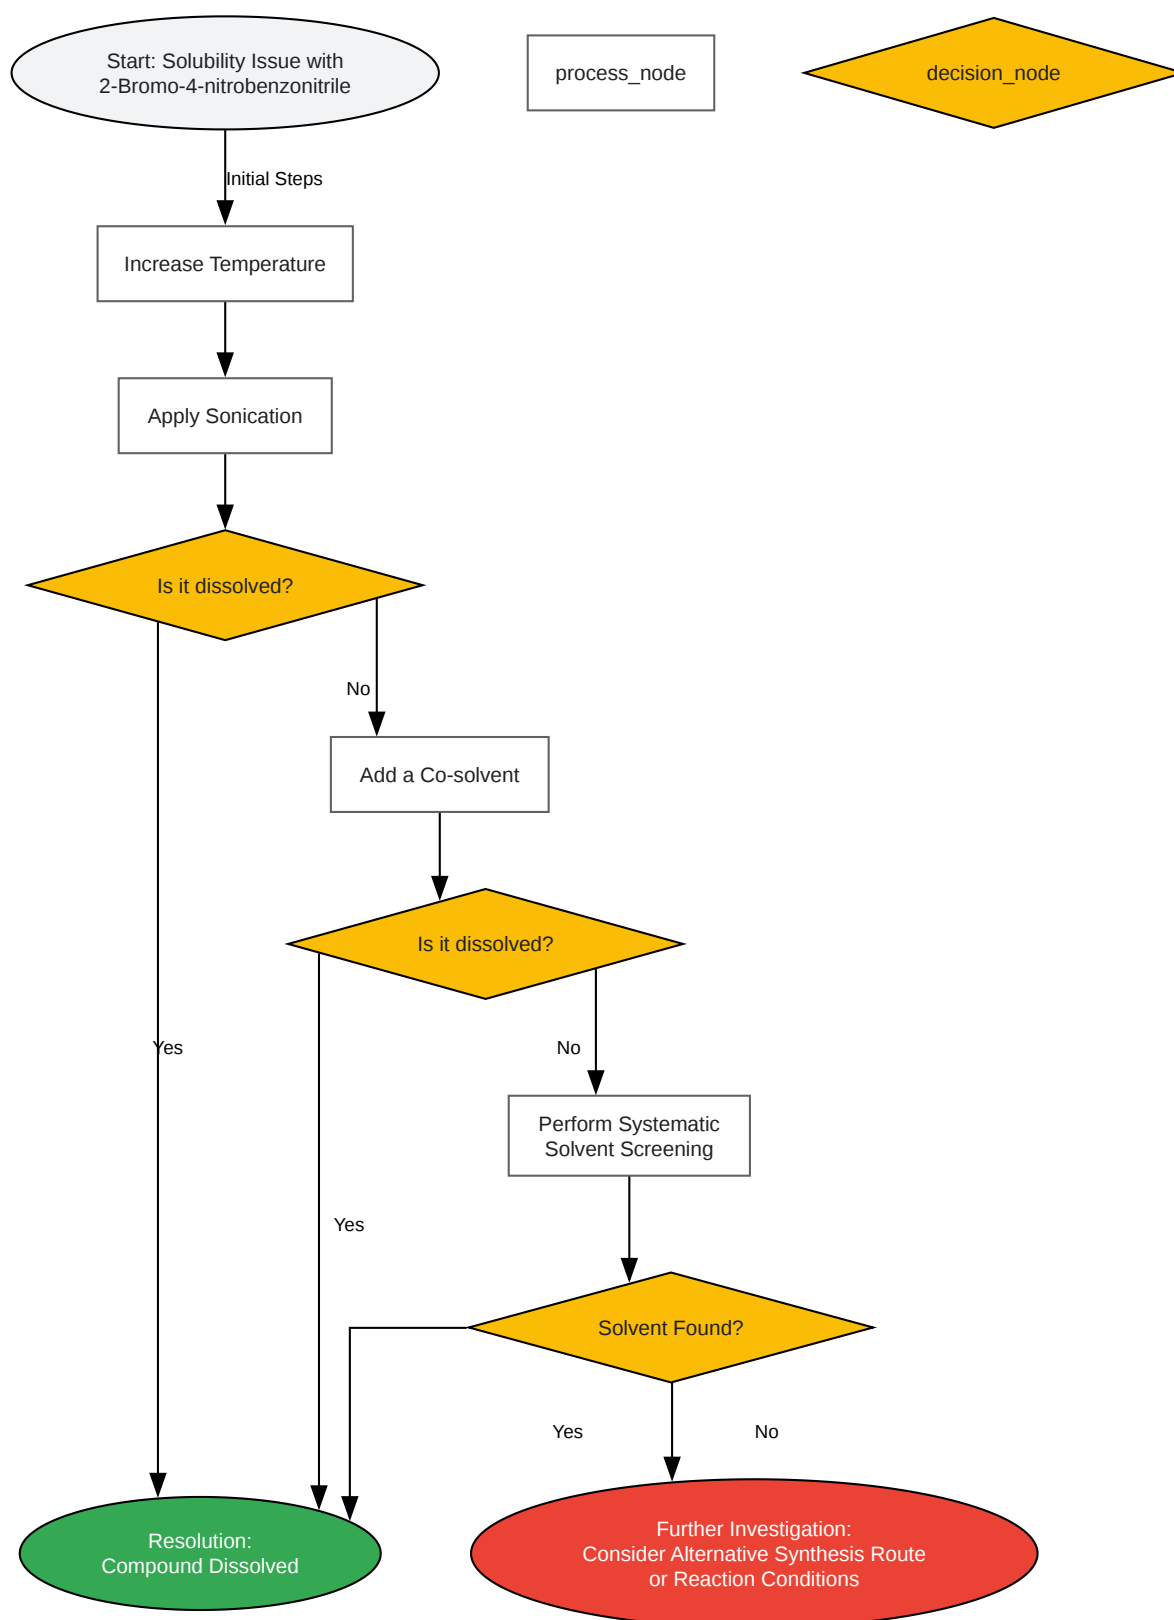 Start: Solubility Issue with
2-Bromo-4-nitrobenzonitrile
process_node
decision_node
Initial Steps
Increase Temperature
Apply Sonication
Is it dissolved?
No
Add a Co-solvent
Is it dissolved?
Yes
No
Perform Systematic
Solvent Screening
Yes
Solvent Found?
Yes
No
Resolution:
Compound Dissolved
Further Investigation:
Consider Alternative Synthesis Route
or Reaction Conditions